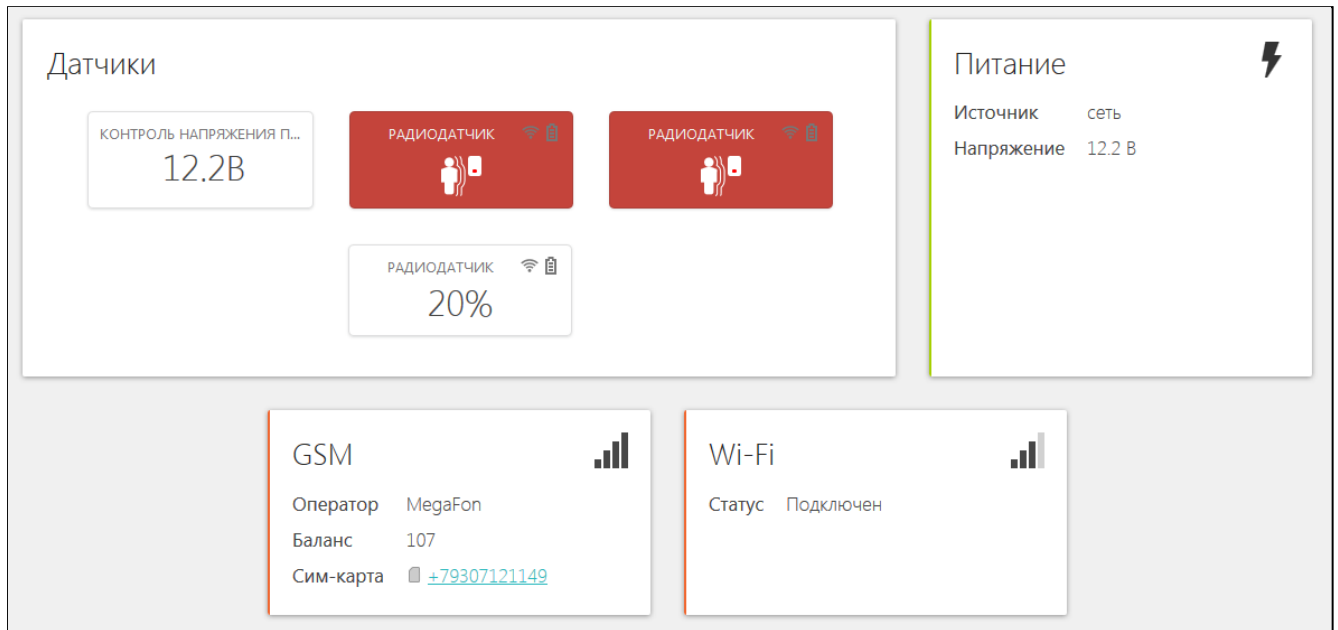 Датчики
КОНТРОЛЬ НАПРЯЖЕНИЯ П...
12.2В
РАДИОДАТЧИК
РАДИОДАТЧИК
РАДИОДАТЧИК
20%
Питание
Источник сеть
Напряжение 12.2 В
GSM
Оператор MegaFon
Баланс 107
Сим-карта +79307121149
Wi-Fi
Статус Подключен